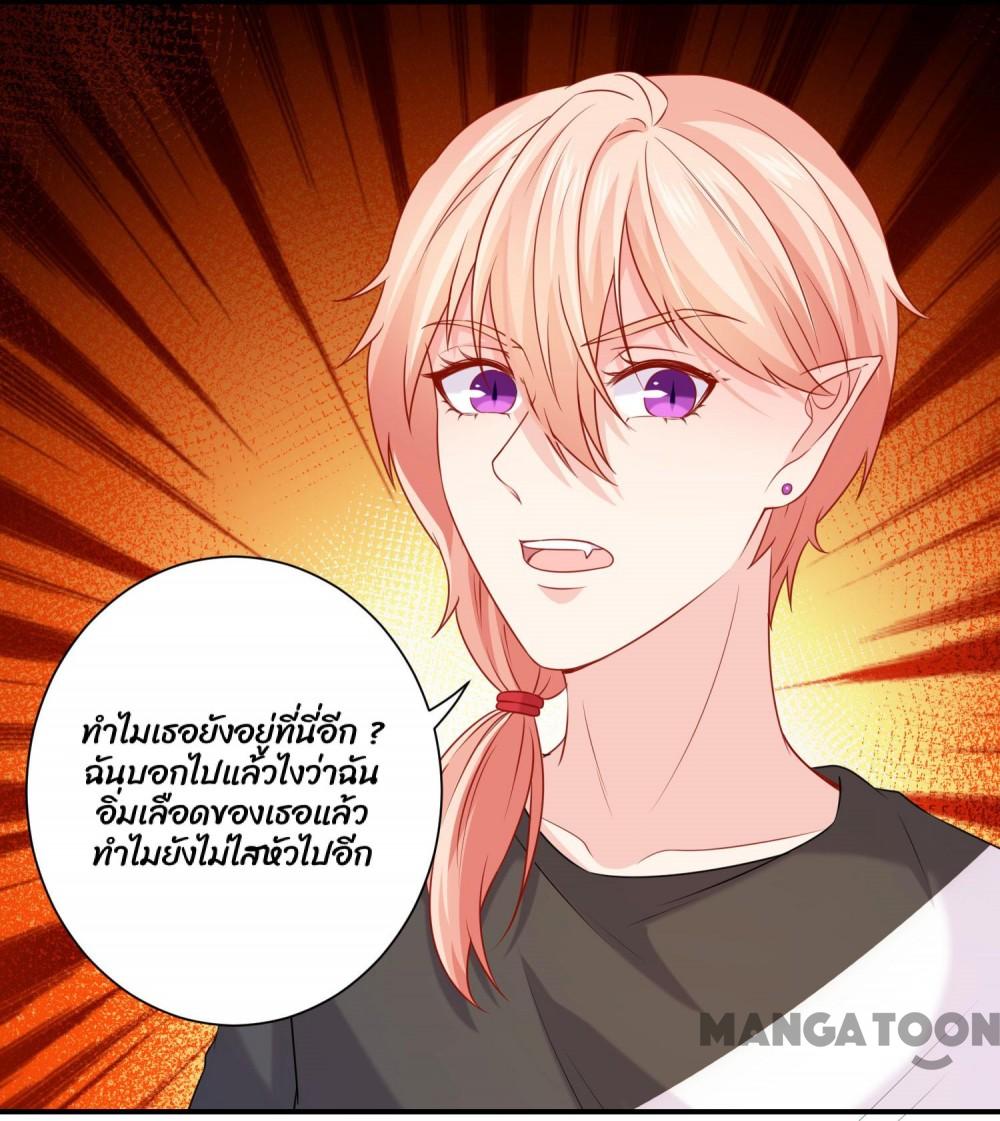 ทำไมเธอยังอยู่ที่นี่อีก ?
ฉันบอกไปแล้วไงว่าฉัน
อิ่มเลือดของเธอแล้ว
ทำไมยังไม่ไสหัวไปอีก
MANGATOON